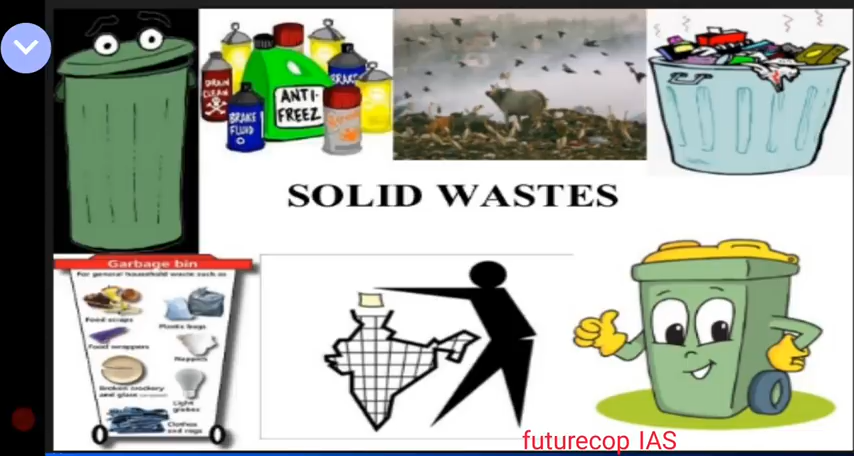 DRAIN
CLEAN
BRAKE
FLUID
ANTI-
FREEZ
SOLID WASTES
Garbage bin
For general household waste such as
Food scraps
Plastic bags
Food wrappers
Nappies
Broken crockery
and glass
Light
globes
Clothes
and rags
futurecop IAS